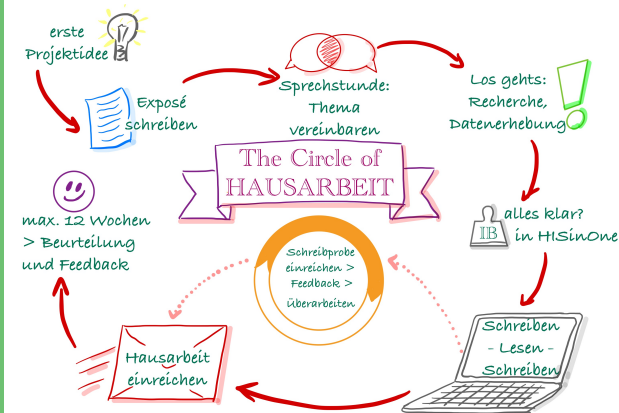 erste
Projektidee
Exposé
schreiben
Sprechstunde:
Thema
vereinbaren
Los gehts:
Recherche,
Datenerhebung
The Circle of
HAUSARBEIT
alles klar?
IB
in HISinOne
Schreiben
- Lesen -
Schreiben
Schreibprobe
einreichen >
Feedback >
überarbeiten
Hausarbeit
einreichen
max. 12 Wochen
> Beurteilung
und Feedback